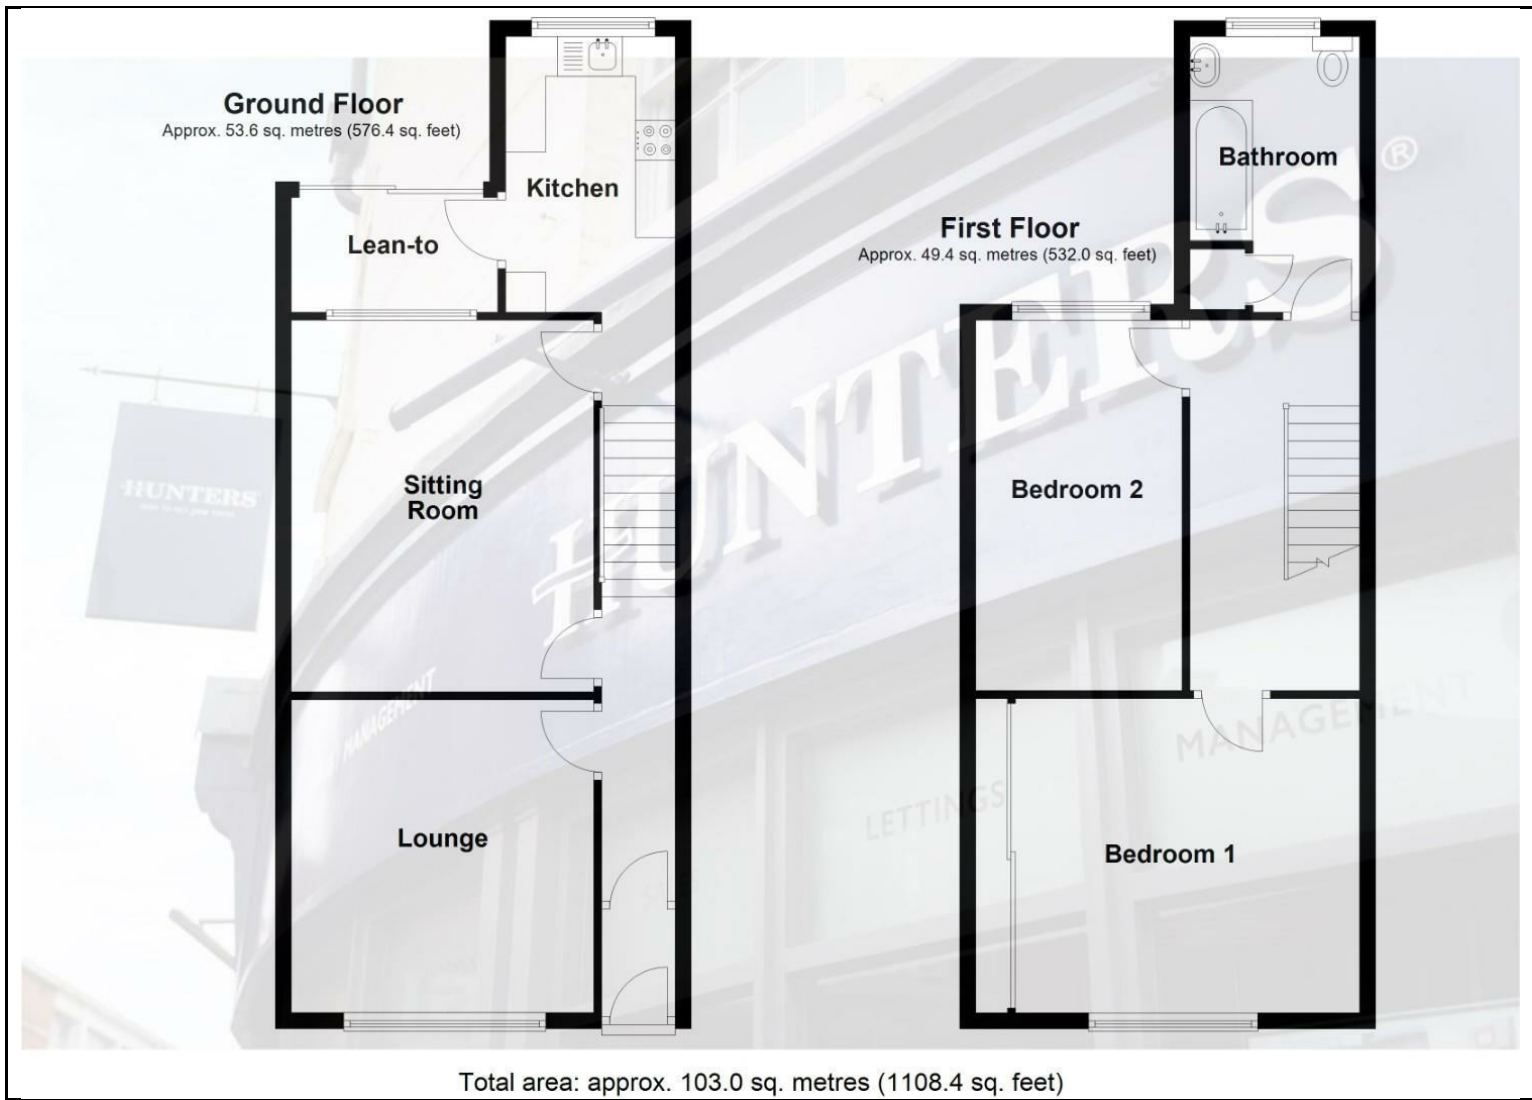 Ground Floor
Approx. 53.6 sq. metres (576.4 sq. feet)
Kitchen
Lean-to
Sitting
Room
Lounge
First Floor
Approx. 49.4 sq. metres (532.0 sq. feet)
Bathroom
Bedroom 2
Bedroom 1
HUNTERS®
HUNTERS
MANAGEMENT
LETTINGS
MANAGEMENT
Total area: approx. 103.0 sq. metres (1108.4 sq. feet)